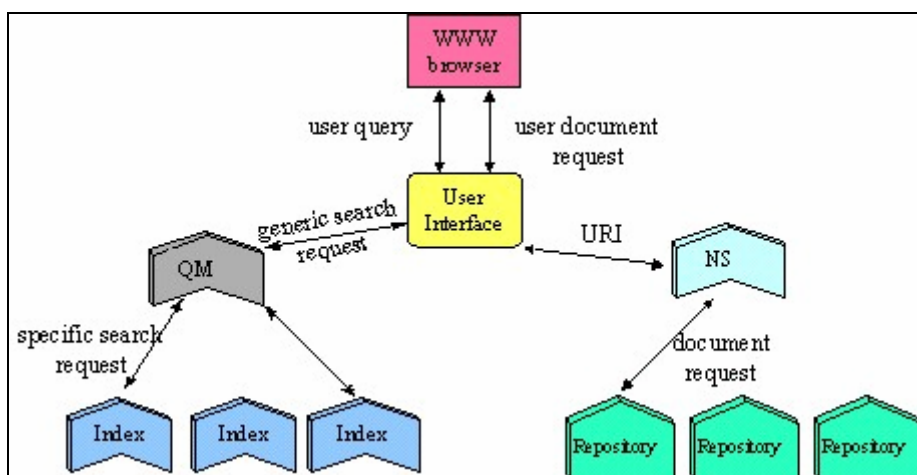 WWW
browser
user query
user document
request
User
Interface
generic search
request
URI
QM
NS
specific search
request
document
request
Index
Index
Index
Repository
Repository
Repository